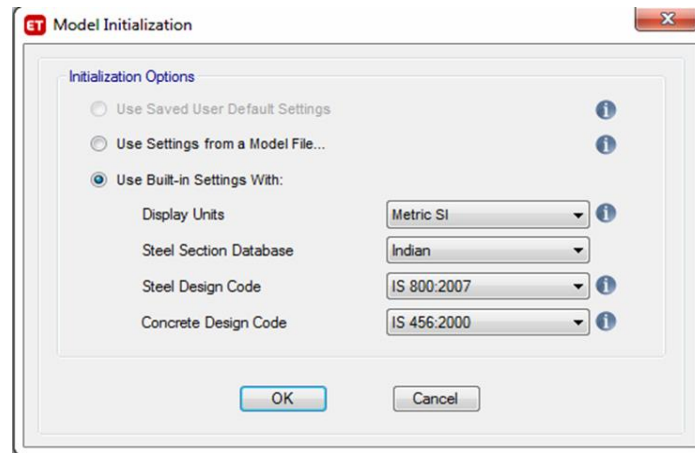 ET Model Initialization
Initialization Options
Use Saved User Default Settings
Use Settings from a Model File...
Use Built-in Settings With:
Display Units Metric SI
Steel Section Database Indian
Steel Design Code IS 800:2007
Concrete Design Code IS 456:2000
OK Cancel